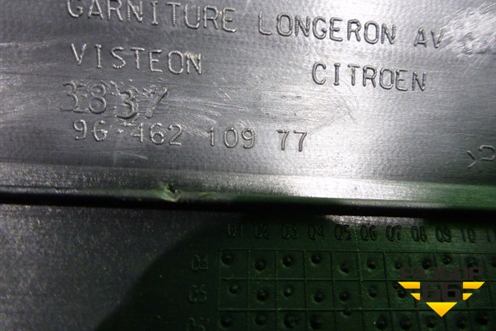 GARNITURE LONGERON AV
VISTEON CITROEN
3837
96 462 109 77
01 02 03 04 05 06 07 08 09 10